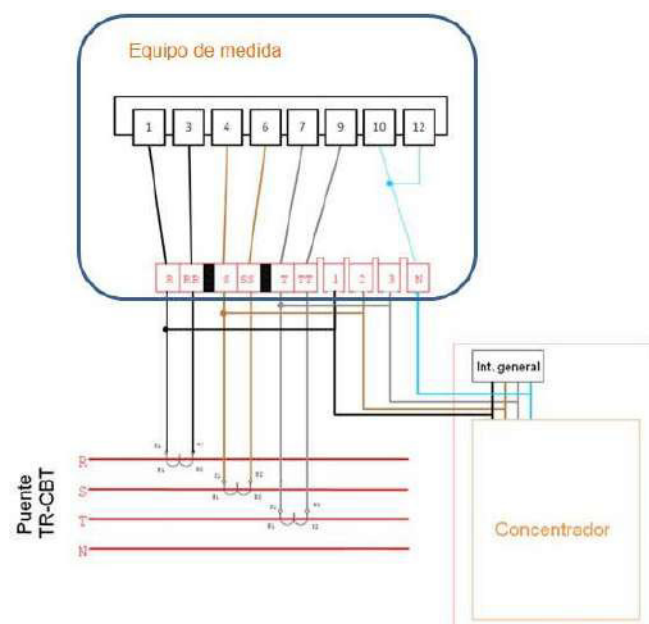 Equipo de medida
1 3 4 6 7 9 10 12
R RR S SS T TT 1 2 3 N
Int. general
Concentrador
Puente
TR-CBT
R
S
T
N